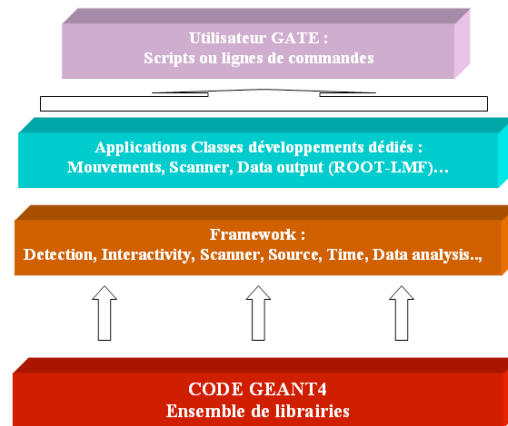 Utilisateur GATE :
Scripts ou lignes de commandes
Applications Classes développements dédiés :
Mouvements, Scanner, Data output (ROOT-LMF)…
Framework :
Detection, Interactivity, Scanner, Source, Time, Data analysis..,
CODE GEANT4
Ensemble de librairies